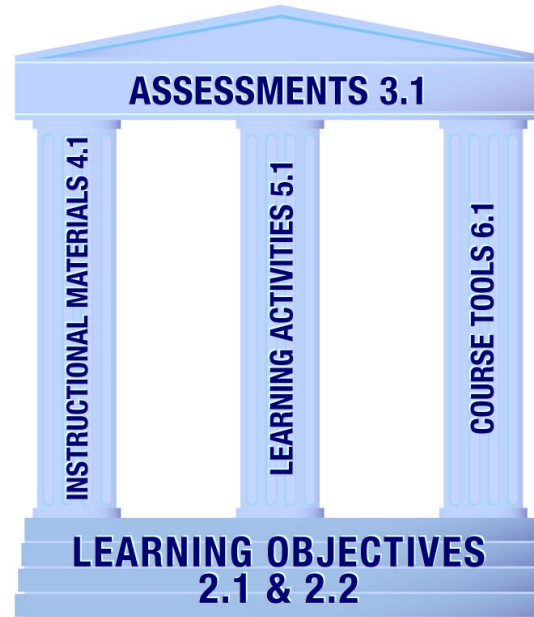 ASSESSMENTS 3.1
INSTRUCTIONAL MATERIALS 4.1
LEARNING ACTIVITIES 5.1
COURSE TOOLS 6.1
LEARNING OBJECTIVES
2.1 & 2.2